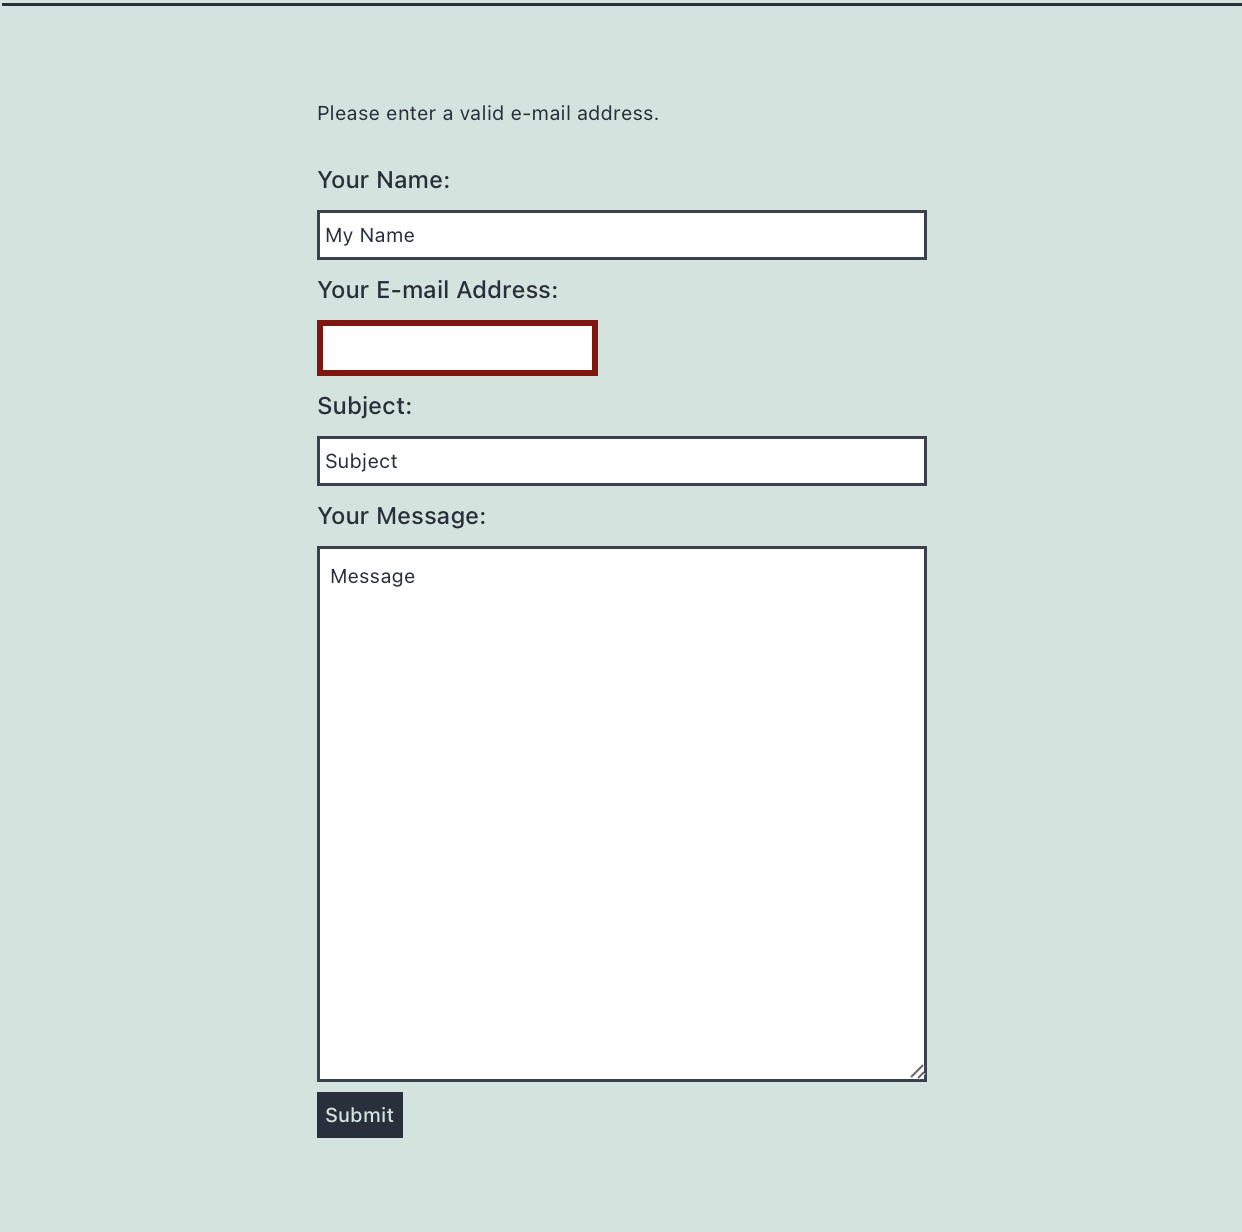 Please enter a valid e-mail address.
Your Name:
My Name
Your E-mail Address:
Subject:
Subject
Your Message:
Message
Submit